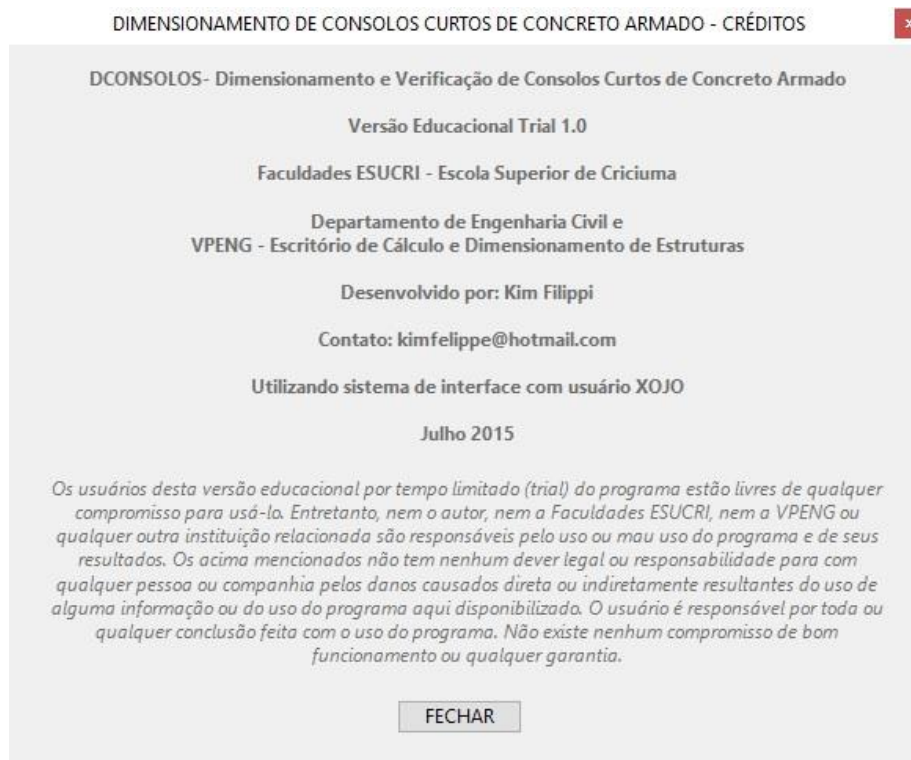 DIMENSIONAMENTO DE CONSOLOS CURTOS DE CONCRETO ARMADO - CRÉDITOS
x
DCONSOLOS- Dimensionamento e Verificação de Consolos Curtos de Concreto Armado
Versão Educacional Trial 1.0
Faculdades ESUCRI - Escola Superior de Criciuma
Departamento de Engenharia Civil e
VPENG - Escritório de Cálculo e Dimensionamento de Estruturas
Desenvolvido por: Kim Filippi
Contato: kimfelippe@hotmail.com
Utilizando sistema de interface com usuário XOJO
Julho 2015
Os usuários desta versão educacional por tempo limitado (trial) do programa estão livres de qualquer
compromisso para usá-lo. Entretanto, nem o autor, nem a Faculdades ESUCRI, nem a VPENG ou
qualquer outra instituição relacionada são responsáveis pelo uso ou mau uso do programa e de seus
resultados. Os acima mencionados não tem nenhum dever legal ou responsabilidade para com
qualquer pessoa ou companhia pelos danos causados direta ou indiretamente resultantes do uso de
alguma informação ou do uso do programa aqui disponibilizado. O usuário é responsável por toda ou
qualquer conclusão feita com o uso do programa. Não existe nenhum compromisso de bom
funcionamento ou qualquer garantia.
FECHAR